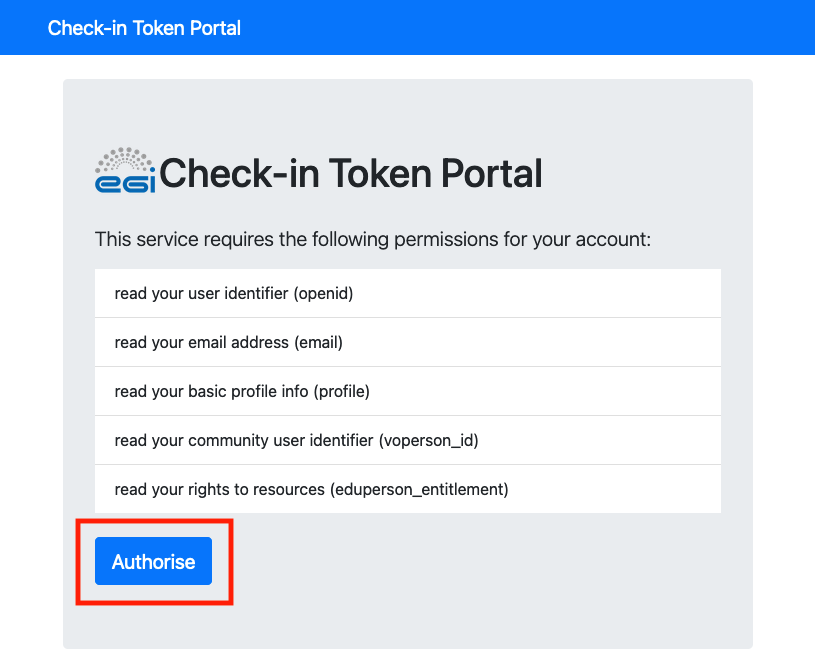 Check-in Token Portal
egi Check-in Token Portal
This service requires the following permissions for your account:
read your user identifier (openid)
read your email address (email)
read your basic profile info (profile)
read your community user identifier (voperson_id)
read your rights to resources (eduperson_entitlement)
Authorise